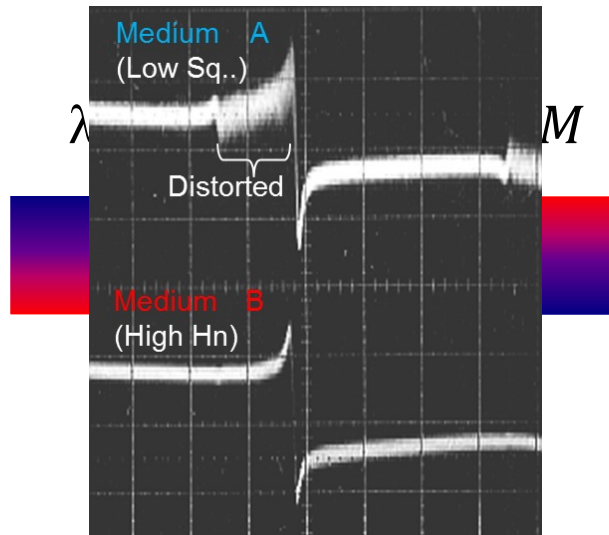 Medium A
(Low Sq..)
λ
M
Distorted
Medium B
(High Hn)